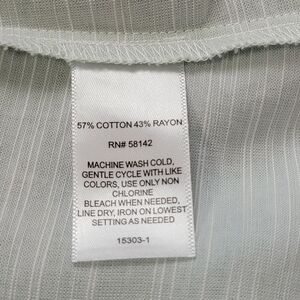 57% COTTON 43% RAYON
RN# 58142
MACHINE WASH COLD,
GENTLE CYCLE WITH LIKE
COLORS, USE ONLY NON
CHLORINE
BLEACH WHEN NEEDED,
LINE DRY, IRON ON LOWEST
SETTING AS NEEDED
15303-1